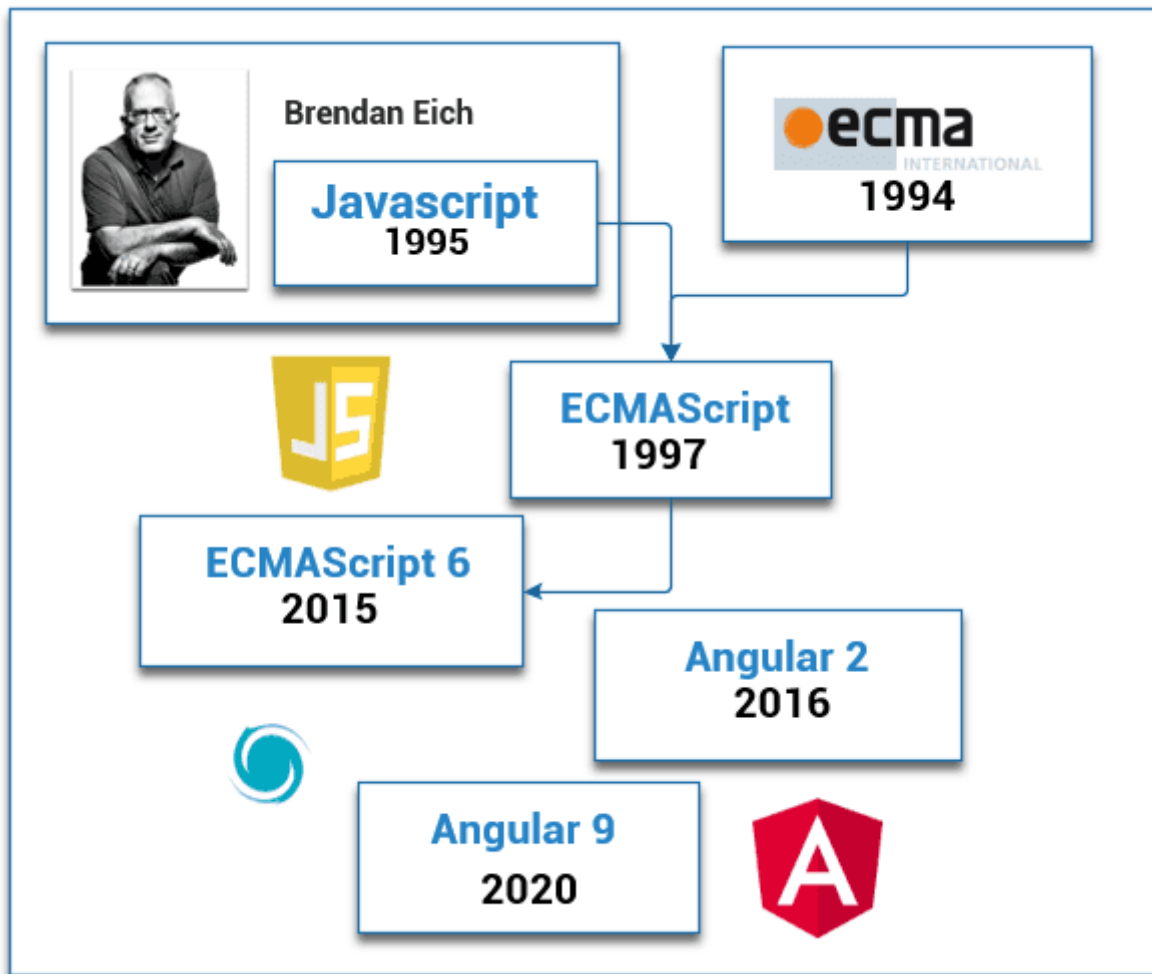 Brendan Eich
Javascript
1995
ecma
INTERNATIONAL
1994
JS
ECMAScript
1997
ECMAScript 6
2015
Angular 2
2016
Angular 9
2020
A